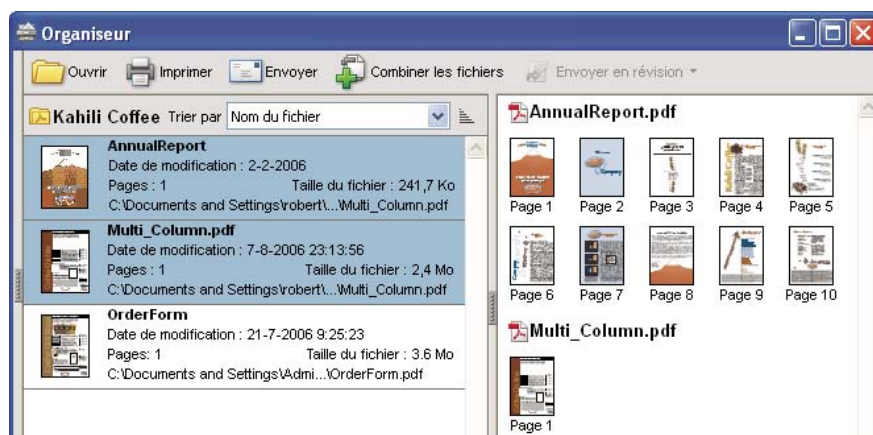 Organiseur
Ouvrir Imprimer Envoyer Combiner les fichiers Envoyer en révision
Kahili Coffee Trier par Nom du fichier
AnnualReport
Date de modification : 2-2-2006
Pages : 1 Taille du fichier : 241,7 Ko
C:\Documents and Settings\robert\...\Multi_Column.pdf
Multi_Column.pdf
Date de modification : 7-8-2006 23:13:56
Pages : 1 Taille du fichier : 2,4 Mo
C:\Documents and Settings\robert\...\Multi_Column.pdf
OrderForm
Date de modification : 21-7-2006 9:25:23
Pages: 1 Taille du fichier : 3.6 Mo
C:\Documents and Settings\Admi...\OrderForm.pdf
AnnualReport.pdf
Page 1 Page 2 Page 3 Page 4 Page 5
Page 6 Page 7 Page 8 Page 9 Page 10
Multi_Column.pdf
Page 1